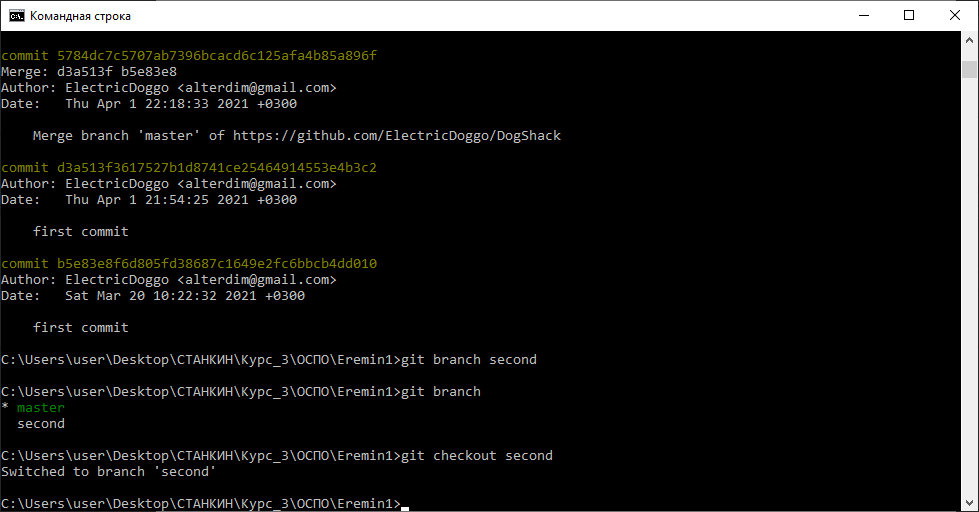 Командная строка
commit 5784dc7c5707ab7396bcacd6c125afa4b85a896f
Merge: d3a513f b5e83e8
Author: ElectricDoggo <alterdim@gmail.com>
Date:   Thu Apr 1 22:18:33 2021 +0300
    Merge branch 'master' of https://github.com/ElectricDoggo/DogShack
commit d3a513f3617527b1d8741ce25464914553e4b3c2
Author: ElectricDoggo <alterdim@gmail.com>
Date:   Thu Apr 1 21:54:25 2021 +0300
    first commit
commit b5e83e8f6d805fd38687c1649e2fc6bbcb4dd010
Author: ElectricDoggo <alterdim@gmail.com>
Date:   Sat Mar 20 10:22:32 2021 +0300
    first commit
C:\Users\user\Desktop\СТАНКИН\Курс_3\ОСПО\Eremin1>git branch second
C:\Users\user\Desktop\СТАНКИН\Курс_3\ОСПО\Eremin1>git branch
* master
  second
C:\Users\user\Desktop\СТАНКИН\Курс_3\ОСПО\Eremin1>git checkout second
Switched to branch 'second'
C:\Users\user\Desktop\СТАНКИН\Курс_3\ОСПО\Eremin1>